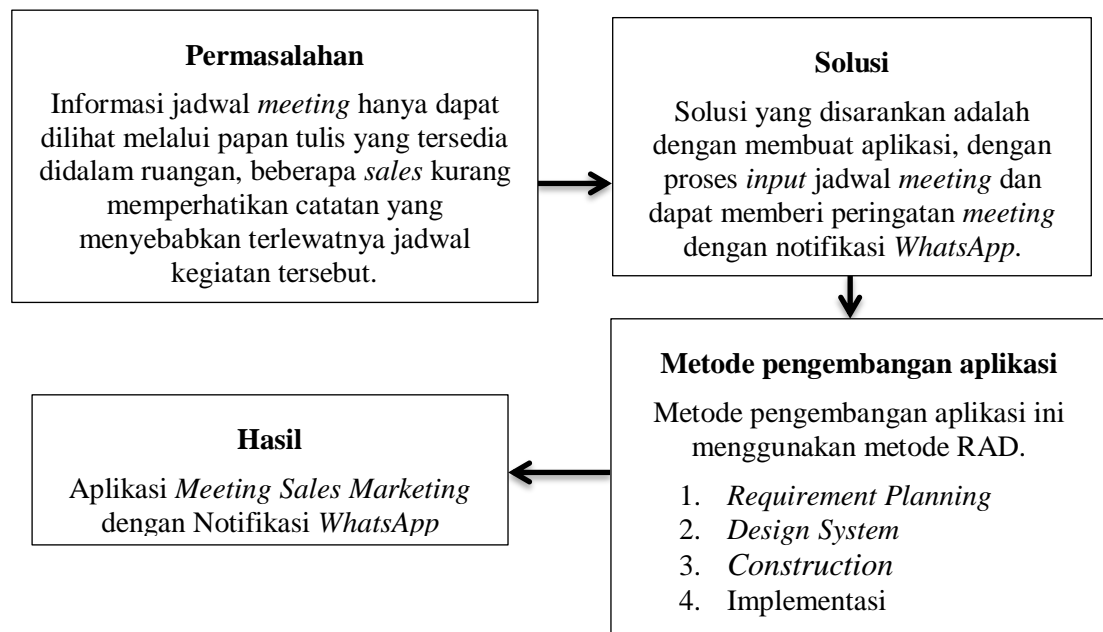 Permasalahan
Informasi jadwal meeting hanya dapat
dilihat melalui papan tulis yang tersedia
didalam ruangan, beberapa sales kurang
memperhatikan catatan yang
menyebabkan terlewatnya jadwal
kegiatan tersebut.
Solusi
Solusi yang disarankan adalah
dengan membuat aplikasi, dengan
proses input jadwal meeting dan
dapat memberi peringatan meeting
dengan notifikasi WhatsApp.
Metode pengembangan aplikasi
Metode pengembangan aplikasi ini
menggunakan metode RAD.
1. Requirement Planning
2. Design System
3. Construction
4. Implementasi
Hasil
Aplikasi Meeting Sales Marketing
dengan Notifikasi WhatsApp